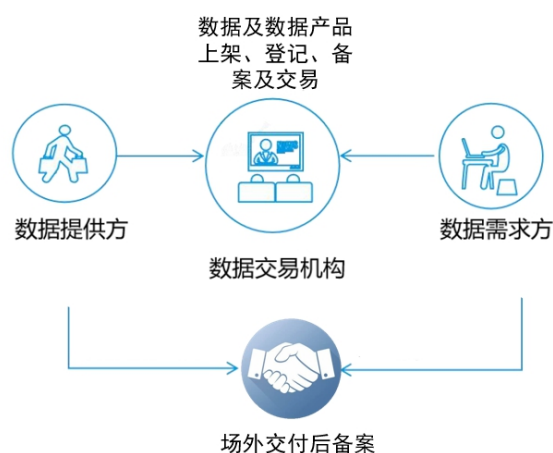 数据及数据产品
上架、登记、备
案及交易
数据提供方
数据需求方
数据交易机构
场外交付后备案